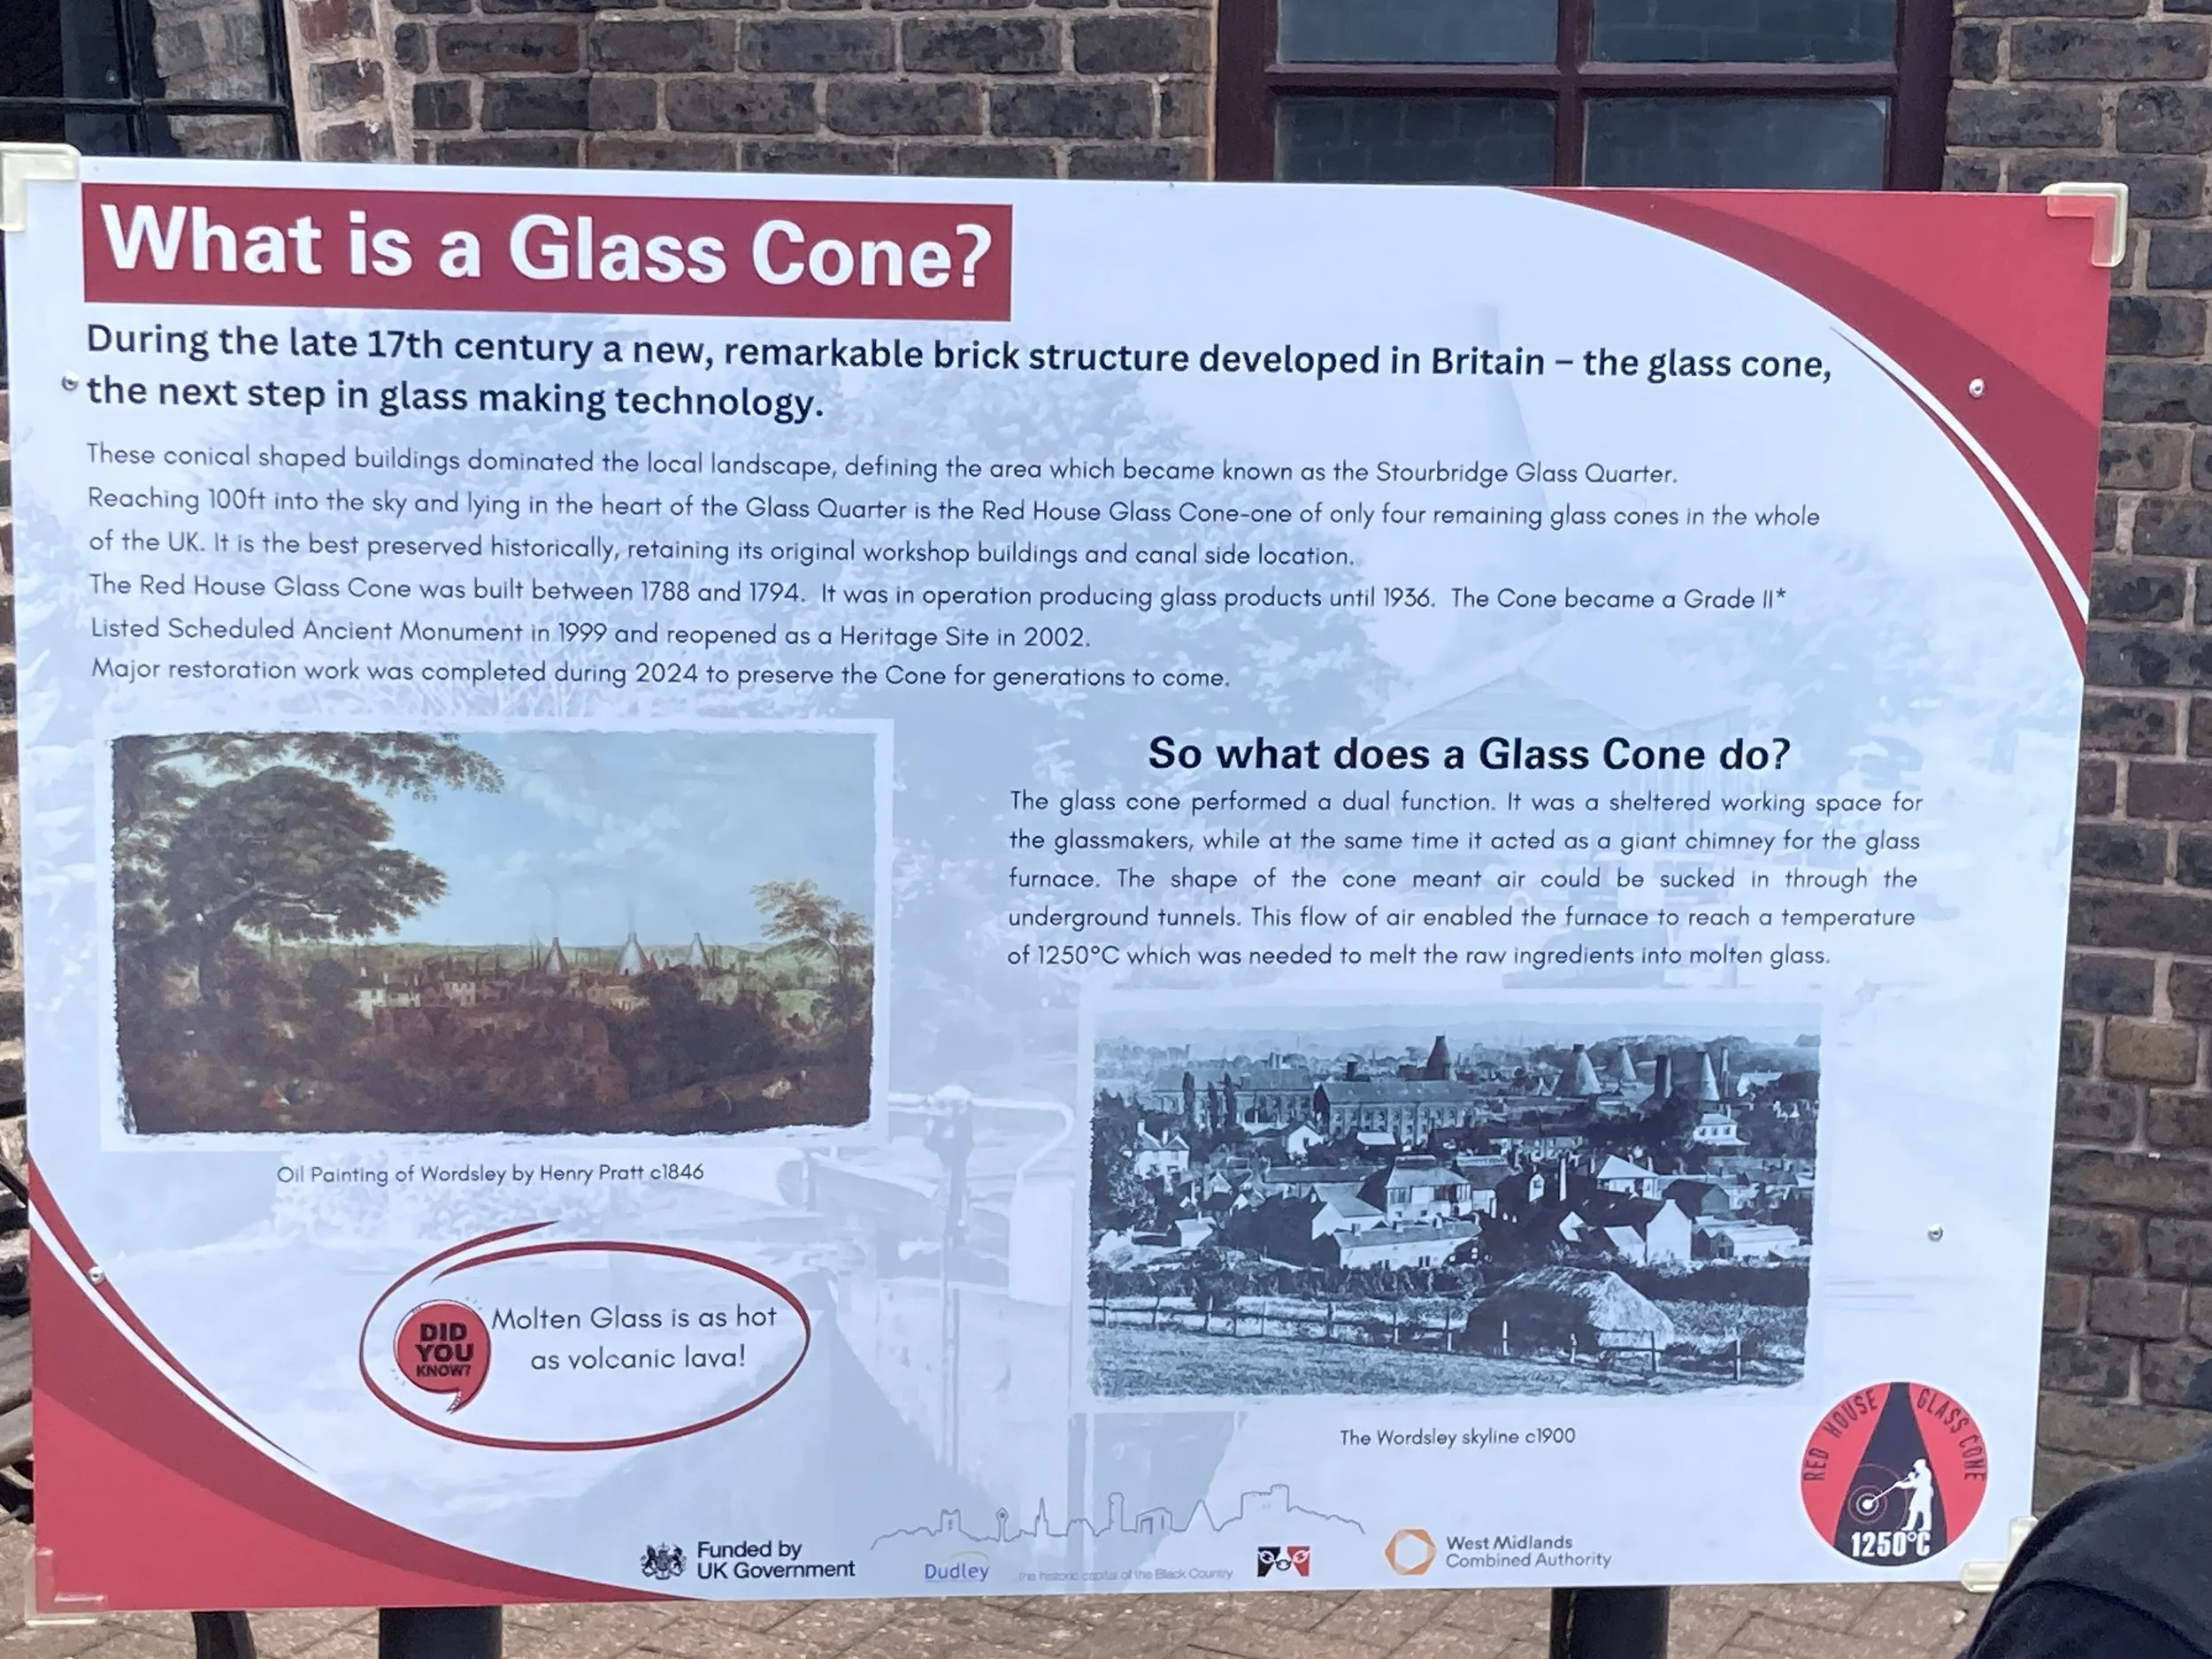 What is a Glass Cone?
During the late 17th century a new, remarkable brick structure developed in Britain – the glass cone,
the next step in glass making technology.
These conical shaped buildings dominated the local landscape, defining the area which became known as the Stourbridge Glass Quarter.
Reaching 100ft into the sky and lying in the heart of the Glass Quarter is the Red House Glass Cone-one of only four remaining glass cones in the whole
of the UK. It is the best preserved historically, retaining its original workshop buildings and canal side location.
The Red House Glass Cone was built between 1788 and 1794. It was in operation producing glass products until 1936. The Cone became a Grade II*
Listed Scheduled Ancient Monument in 1999 and reopened as a Heritage Site in 2002.
Major restoration work was completed during 2024 to preserve the Cone for generations to come.
So what does a Glass Cone do?
The glass cone performed a dual function. It was a sheltered working space for
the glassmakers, while at the same time it acted as a giant chimney for the glass
furnace. The shape of the cone meant air could be sucked in through the
underground tunnels. This flow of air enabled the furnace to reach a temperature
of 1250°C which was needed to melt the raw ingredients into molten glass.
Oil Painting of Wordsley by Henry Pratt c1846
DID
YOU
KNOW?
Molten Glass is as hot
as volcanic lava!
The Wordsley skyline c1900
RED HOUSE GLASS CONE
1250°C
Funded by
UK Government
Dudley
...the historic capital of the Black Country
West Midlands
Combined Authority